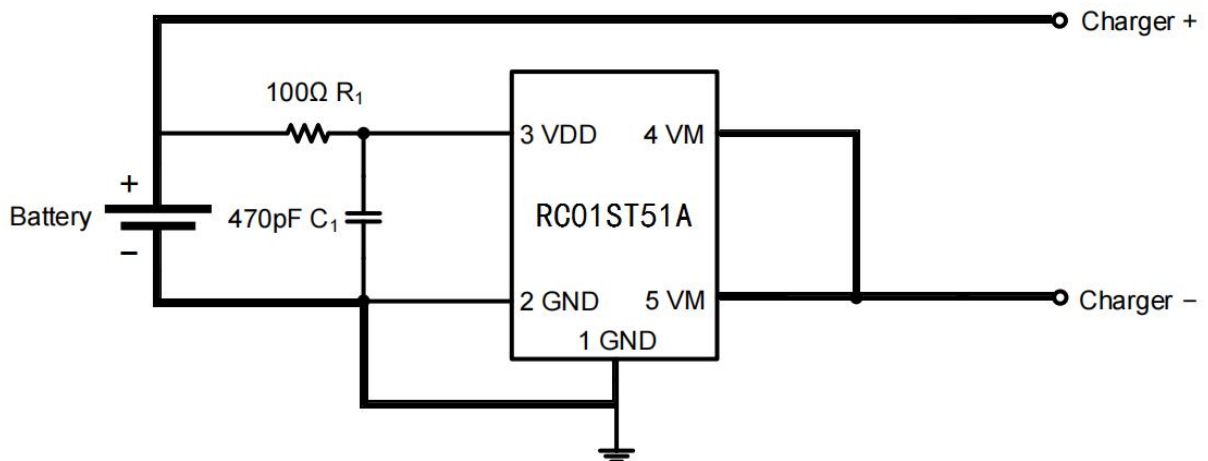 Charger +
100Ω R₁
3 VDD
4 VM
+
Battery
470pF C₁
RC01ST51A
−
2 GND
5 VM
Charger −
1 GND